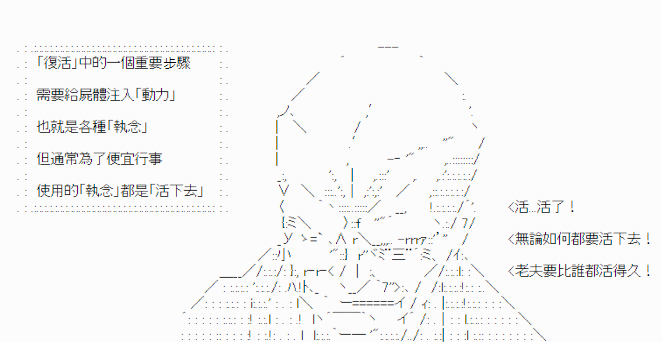 「復活」中的一個重要步驟
需要給屍體注入「動力」
也就是各種「執念」
但通常為了便宜行事
使用的「執念」都是「活下去」
<活..活了！
<無論如何都要活下去！
<老夫要比誰都活得久！